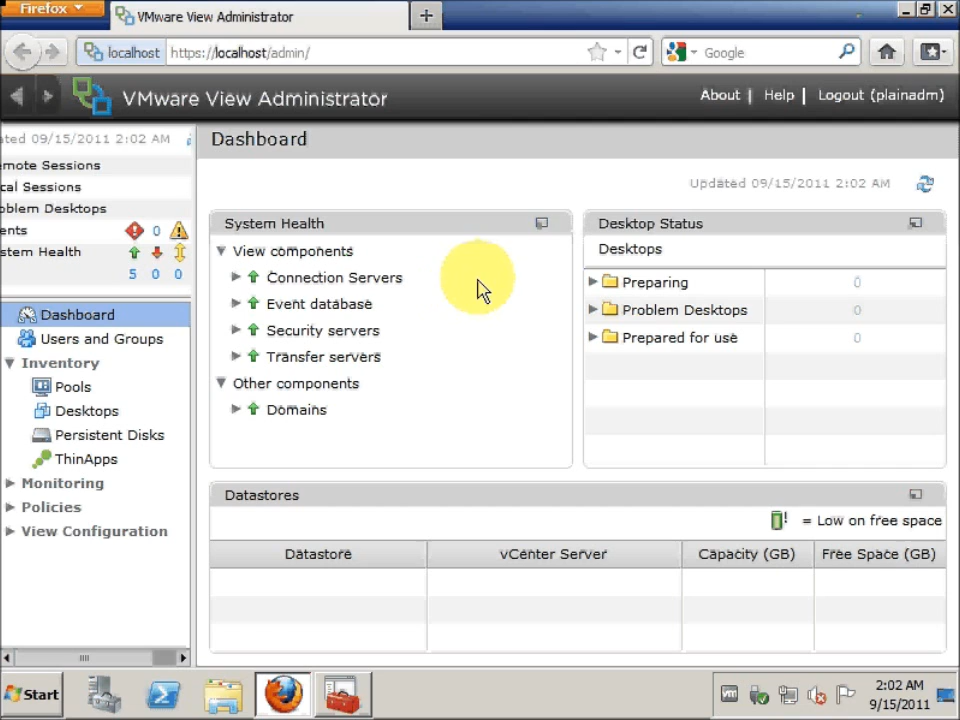 Firefox
VMware View Administrator
localhost https://localhost/admin/
Google
VMware View Administrator
About | Help | Logout (plainadm)
ated 09/15/2011 2:02 AM
mote Sessions
cal Sessions
oblem Desktops
ents 0
stem Health
5 0 0
Dashboard
Users and Groups
Inventory
Pools
Desktops
Persistent Disks
ThinApps
Monitoring
Policies
View Configuration
Dashboard
Updated 09/15/2011 2:02 AM
System Health
View components
Connection Servers
Event database
Security servers
Transfer servers
Other components
Domains
Desktop Status
Desktops
Preparing 0
Problem Desktops 0
Prepared for use 0
Datastores
! = Low on free space
Datastore vCenter Server Capacity (GB) Free Space (GB)
Start
vm
2:02 AM
9/15/2011